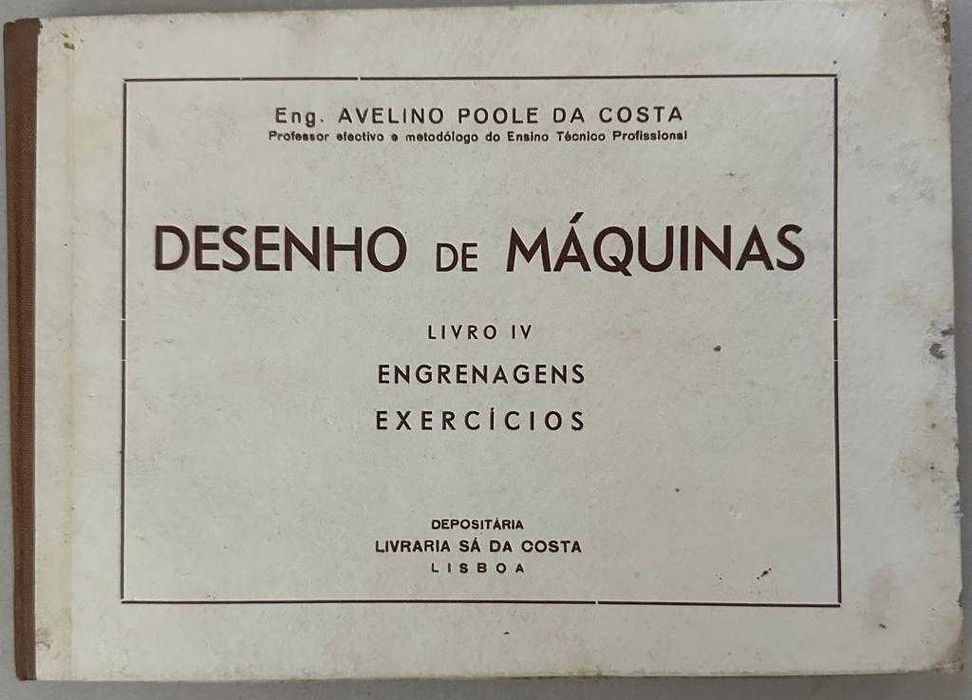 Eng. AVELINO POOLE DA COSTA
Professor efectivo e metodólogo do Ensino Técnico Profissional
DESENHO DE MÁQUINAS
LIVRO IV
ENGRENAGENS
EXERCÍCIOS
DEPOSITÁRIA
LIVRARIA SÁ DA COSTA
LISBOA